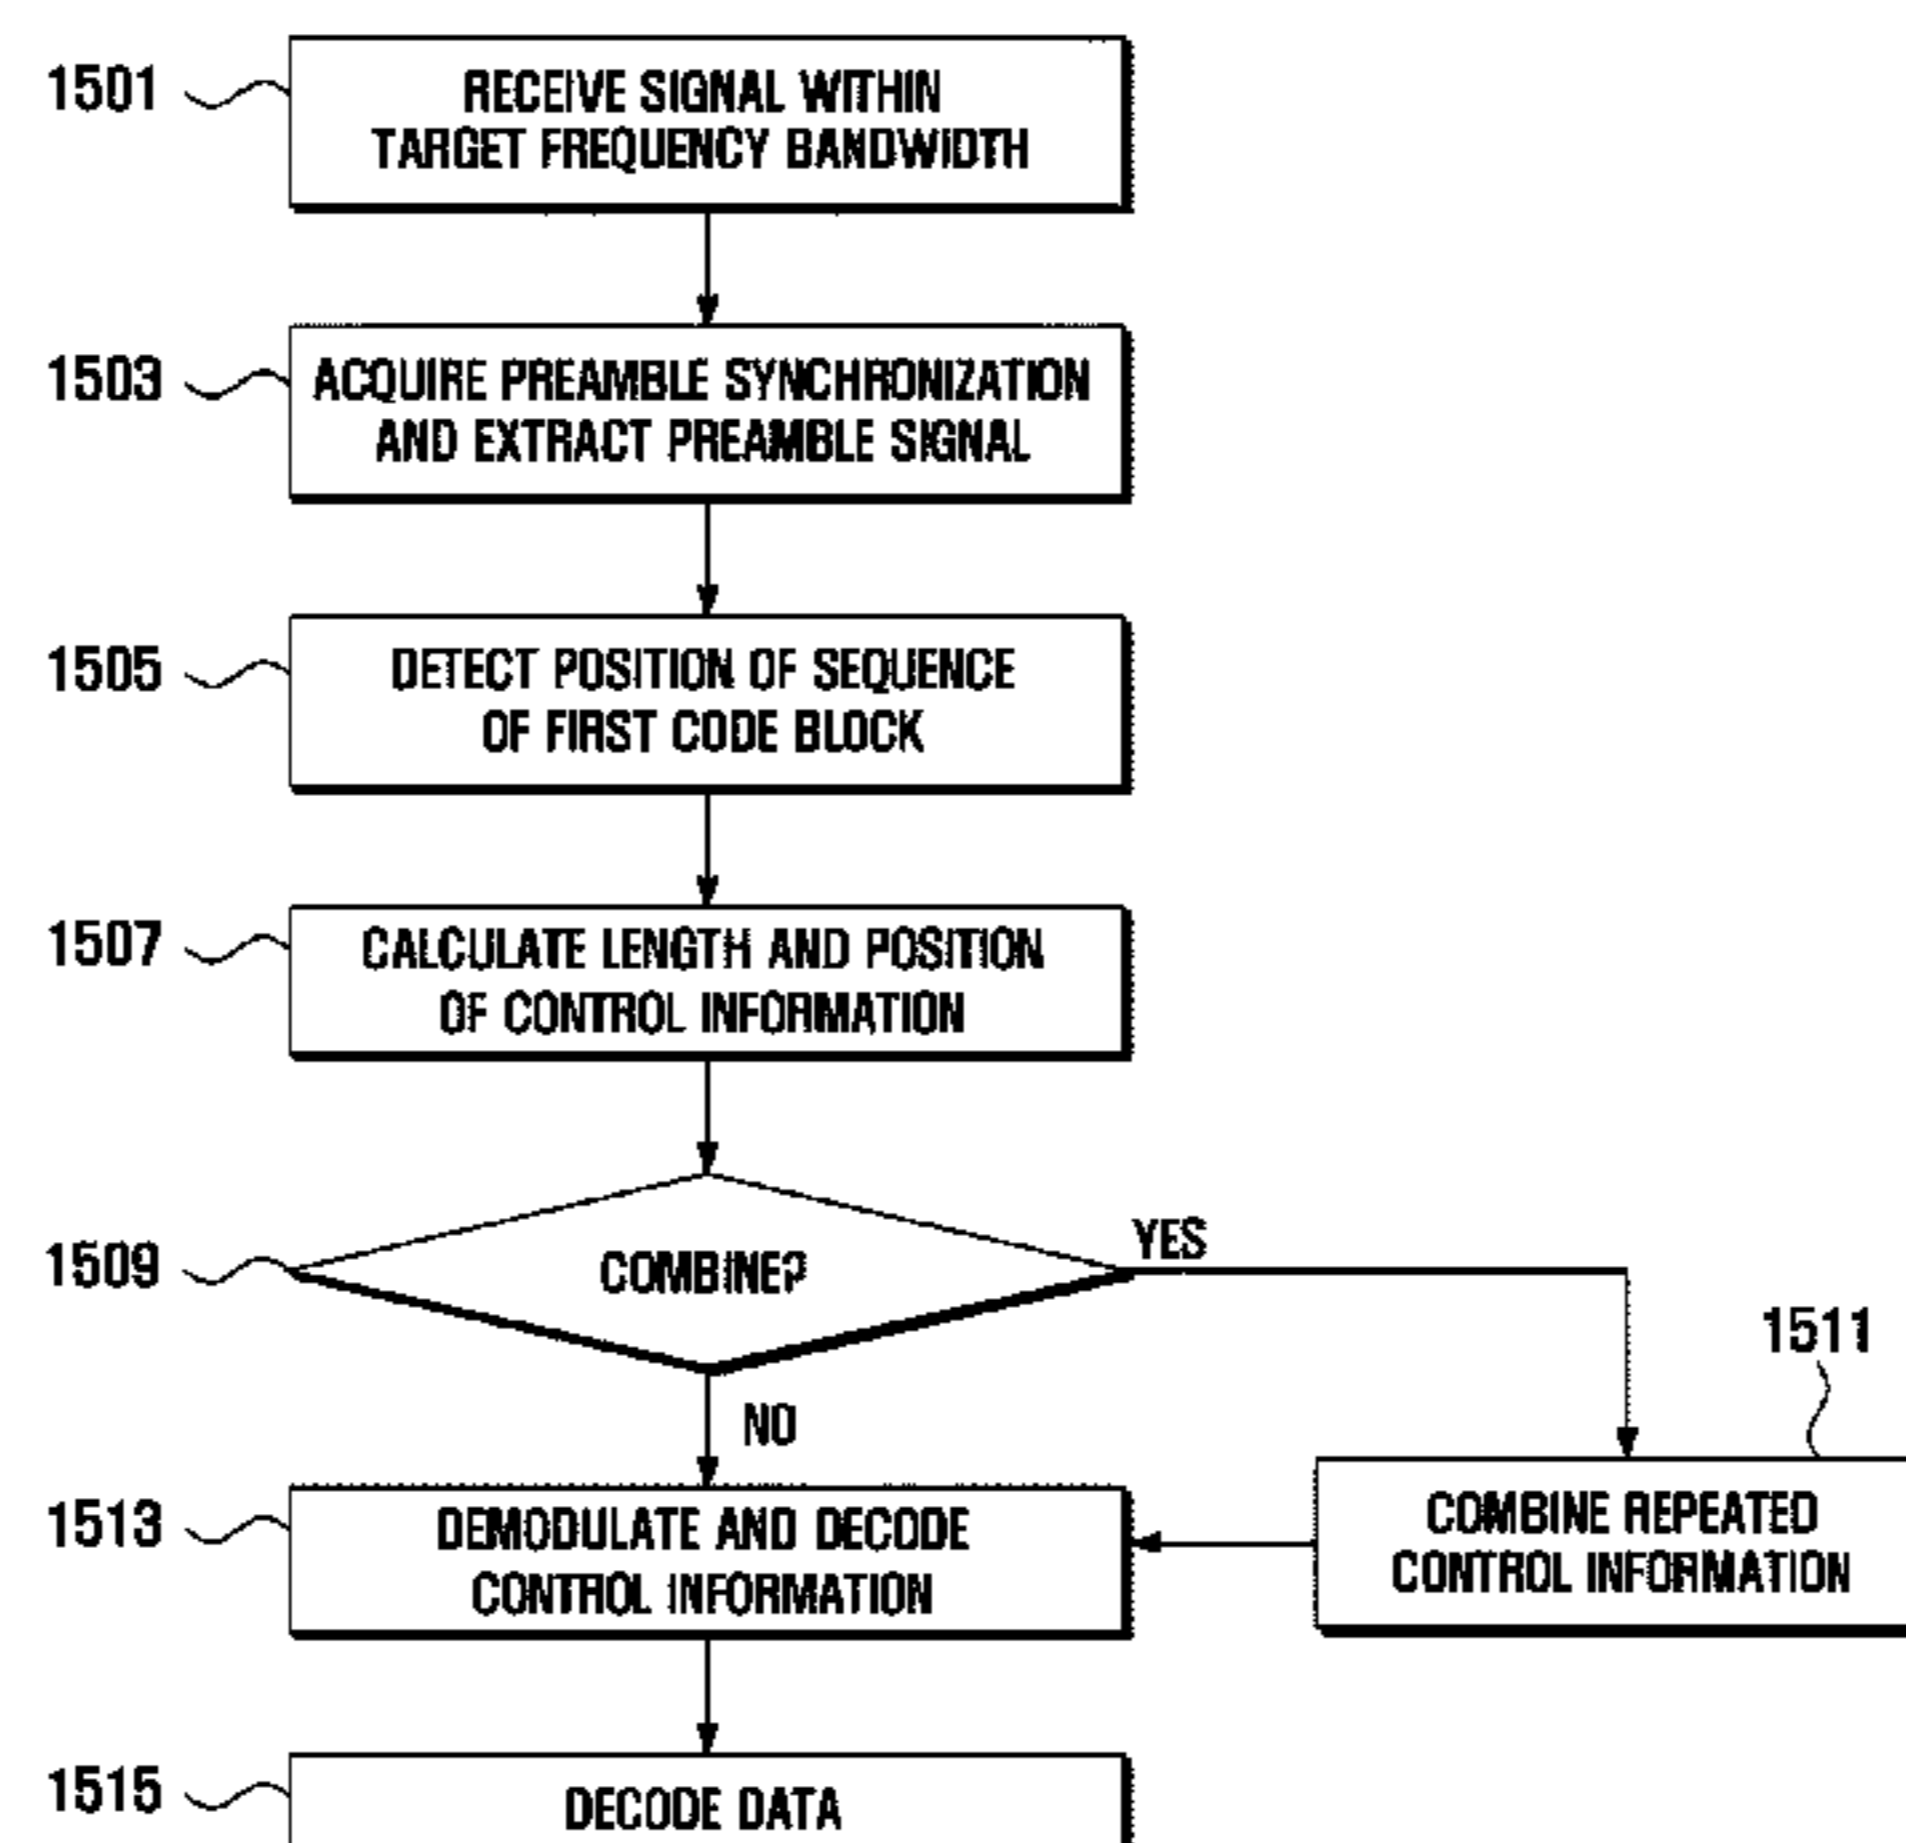 1501
RECEIVE SIGNAL WITHIN
TARGET FREQUENCY BANDWIDTH
1503
ACQUIRE PREAMBLE SYNCHRONIZATION
AND EXTRACT PREAMBLE SIGNAL
1505
DETECT POSITION OF SEQUENCE
OF FIRST CODE BLOCK
1507
CALCULATE LENGTH AND POSITION
OF CONTROL INFORMATION
1509
COMBINE?
YES
NO
1511
COMBINE REPEATED
CONTROL INFORMATION
1513
DEMODULATE AND DECODE
CONTROL INFORMATION
1515
DECODE DATA